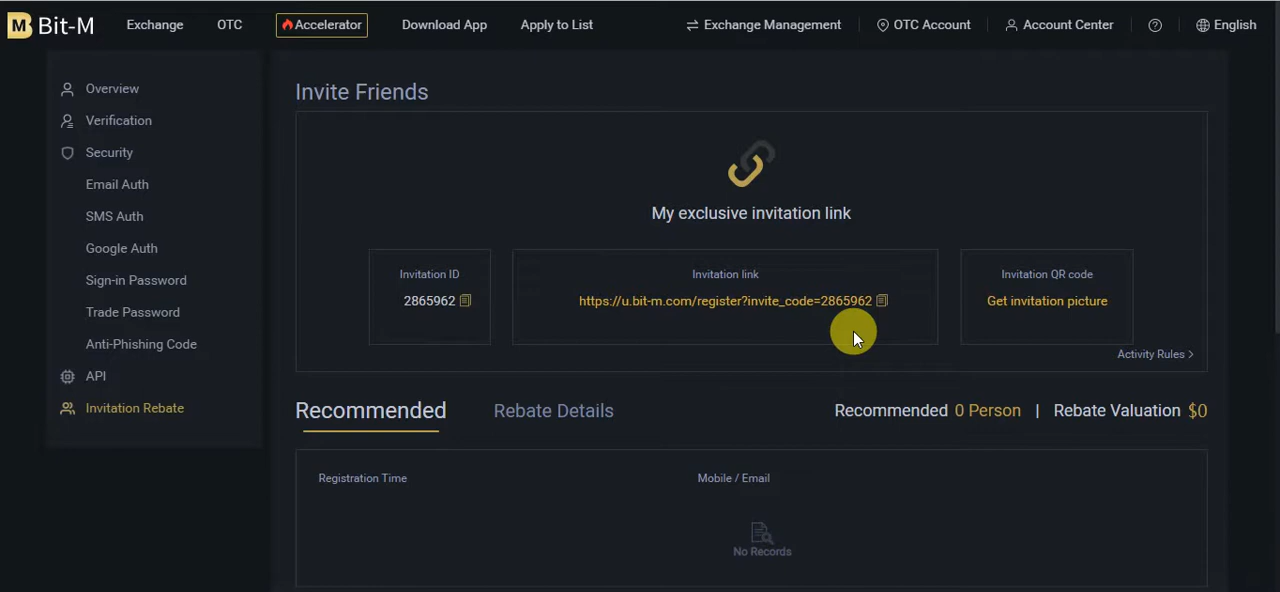 M Bit-M Exchange OTC Accelerator Download App Apply to List Exchange Management OTC Account Account Center ? English
Overview
Verification
Security
Email Auth
SMS Auth
Google Auth
Sign-in Password
Trade Password
Anti-Phishing Code
API
Invitation Rebate
Invite Friends
My exclusive invitation link
Invitation ID
2865962
Invitation link
https://u.bit-m.com/register?invite_code=2865962
Invitation QR code
Get invitation picture
Activity Rules >
Recommended Rebate Details Recommended 0 Person | Rebate Valuation $0
Registration Time Mobile / Email
No Records